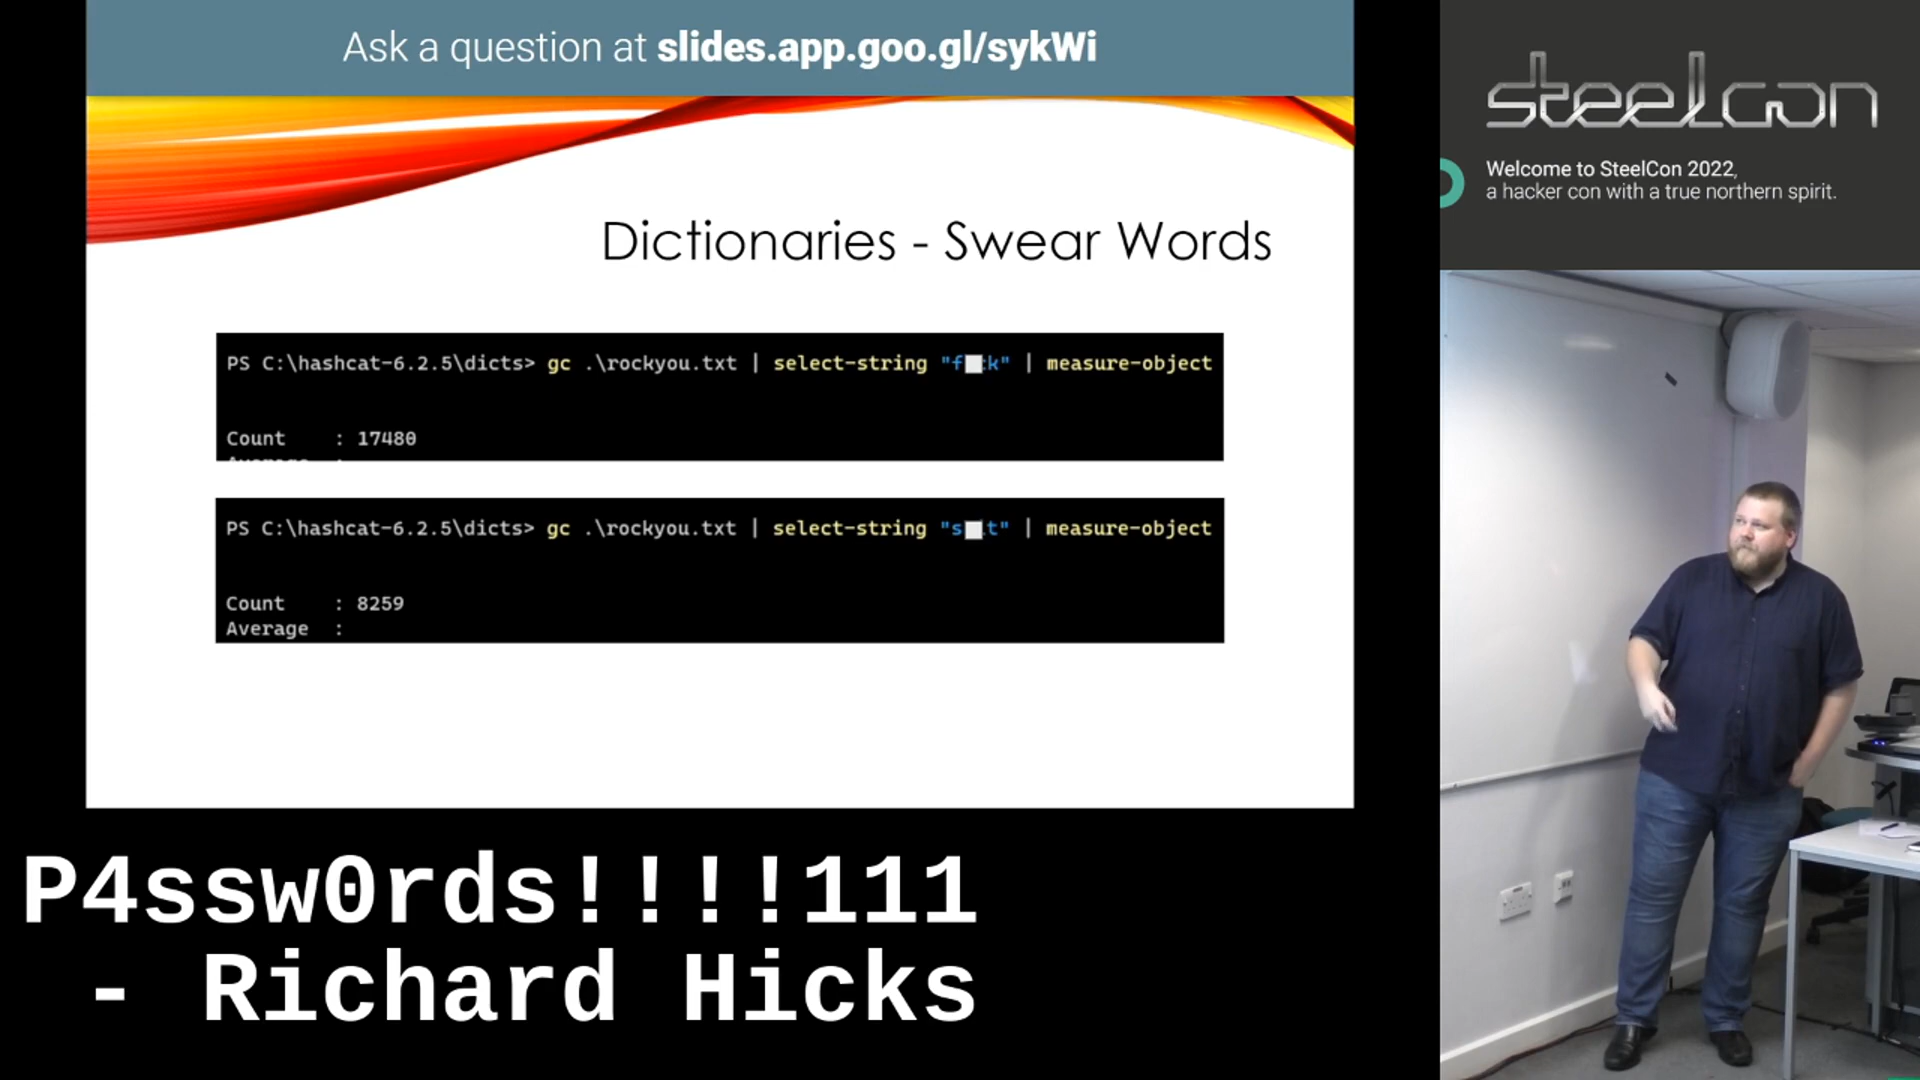 Ask a question at slides.app.goo.gl/sykWi
steelcon
Welcome to SteelCon 2022,
a hacker con with a true northern spirit.
Dictionaries - Swear Words
PS C:\hashcat-6.2.5\dicts> gc .\rockyou.txt | select-string "f k" | measure-object
Count : 17480
Average :
PS C:\hashcat-6.2.5\dicts> gc .\rockyou.txt | select-string "s t" | measure-object
Count : 8259
Average :
P4ssw0rds!!!!111
- Richard Hicks